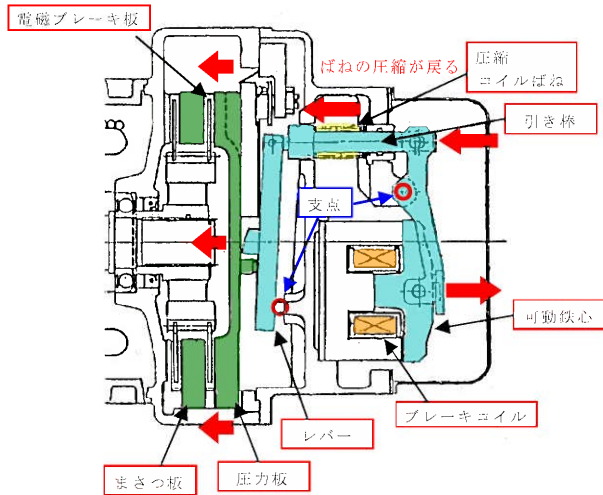 電磁ブレーキ板
ばねの圧縮が戻る
圧縮
コイルばね
引き棒
支点
可動鉄心
ブレーキコイル
レバー
圧力板
まさつ板